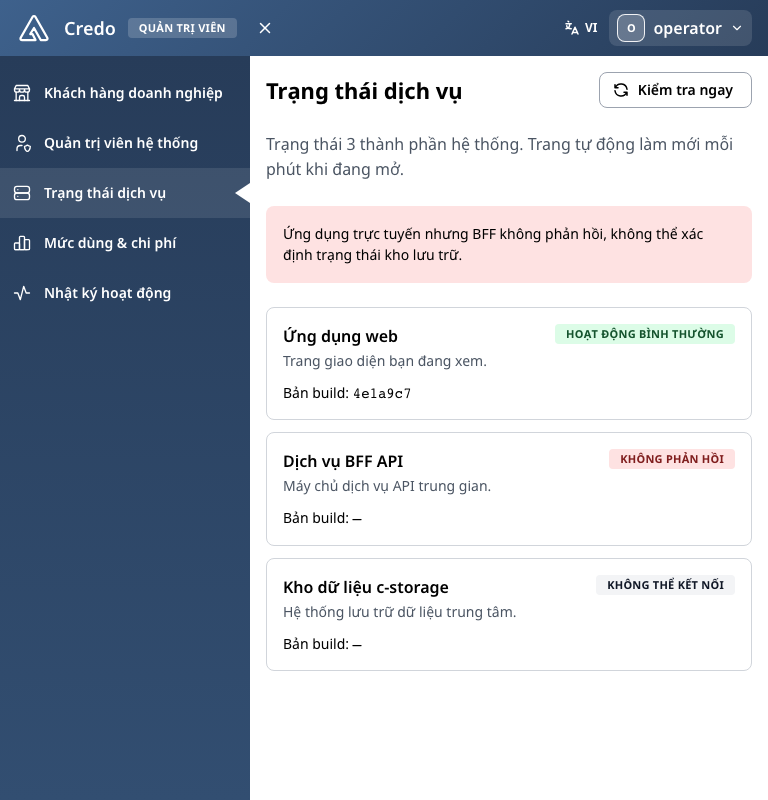 Credo
QUẢN TRỊ VIÊN
VI
O
operator
Khách hàng doanh nghiệp
Quản trị viên hệ thống
Trạng thái dịch vụ
Mức dùng & chi phí
Nhật ký hoạt động
Trạng thái dịch vụ
Kiểm tra ngay
Trạng thái 3 thành phần hệ thống. Trang tự động làm mới mỗi
phút khi đang mở.
Ứng dụng trực tuyến nhưng BFF không phản hồi, không thể xác
định trạng thái kho lưu trữ.
Ứng dụng web
HOẠT ĐỘNG BÌNH THƯỜNG
Trang giao diện bạn đang xem.
Bản build: 4e1a9c7
Dịch vụ BFF API
KHÔNG PHẢN HỒI
Máy chủ dịch vụ API trung gian.
Bản build: —
Kho dữ liệu c-storage
KHÔNG THỂ KẾT NỐI
Hệ thống lưu trữ dữ liệu trung tâm.
Bản build: —